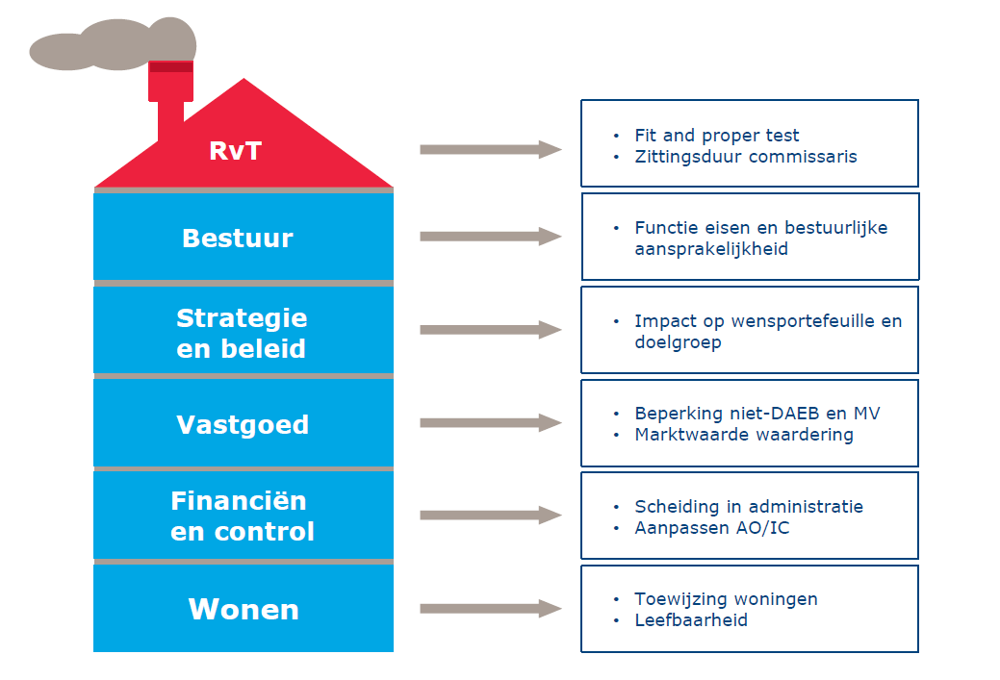 RvT
• Fit and proper test
• Zittingsduur commissaris
Bestuur
• Functie eisen en bestuurlijke
aansprakelijkheid
Strategie
en beleid
• Impact op wensportefeuille en
doelgroep
Vastgoed
• Beperking niet-DAEB en MV
• Marktwaarde waardering
Financiën
en control
• Scheiding in administratie
• Aanpassen AO/IC
Wonen
• Toewijzing woningen
• Leefbaarheid